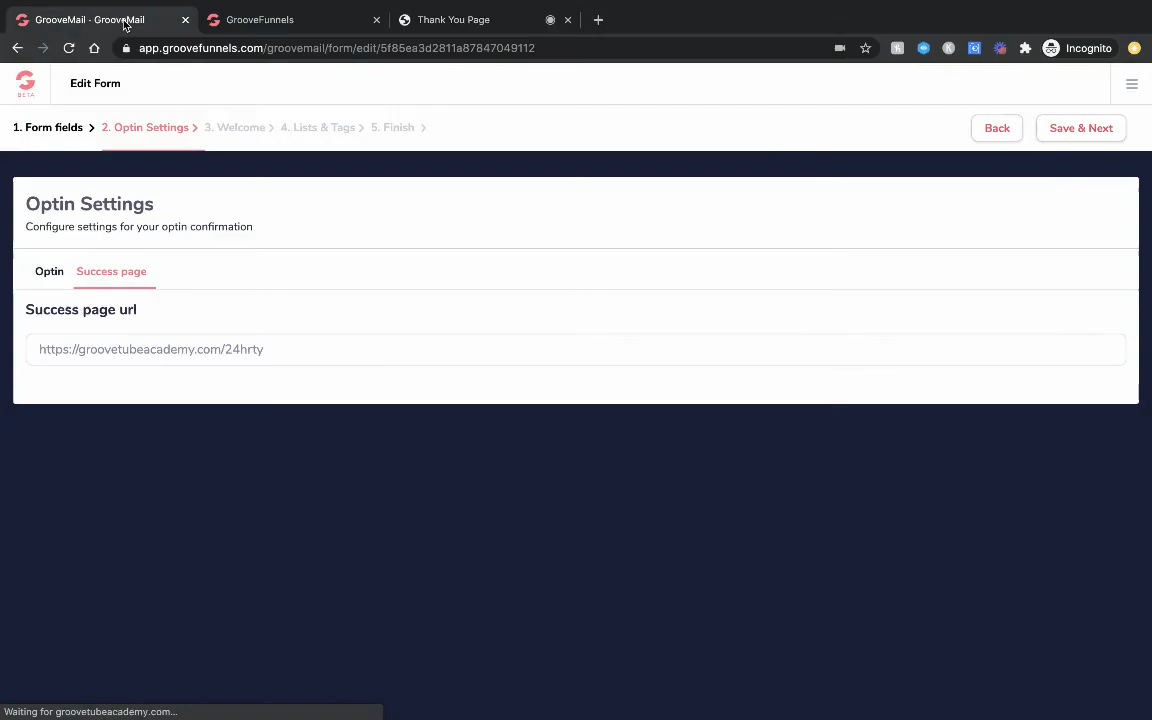 GrooveMail - GrooveMail
GrooveFunnels
Thank You Page
app.groovefunnels.com/groovemail/form/edit/5f85ea3d2811a87847049112
Incognito
BETA
Edit Form
1. Form fields
2. Optin Settings
3. Welcome
4. Lists & Tags
5. Finish
Back
Save & Next
Optin Settings
Configure settings for your optin confirmation
Optin
Success page
Success page url
https://groovetubeacademy.com/24hrty
Waiting for groovetubeacademy.com...